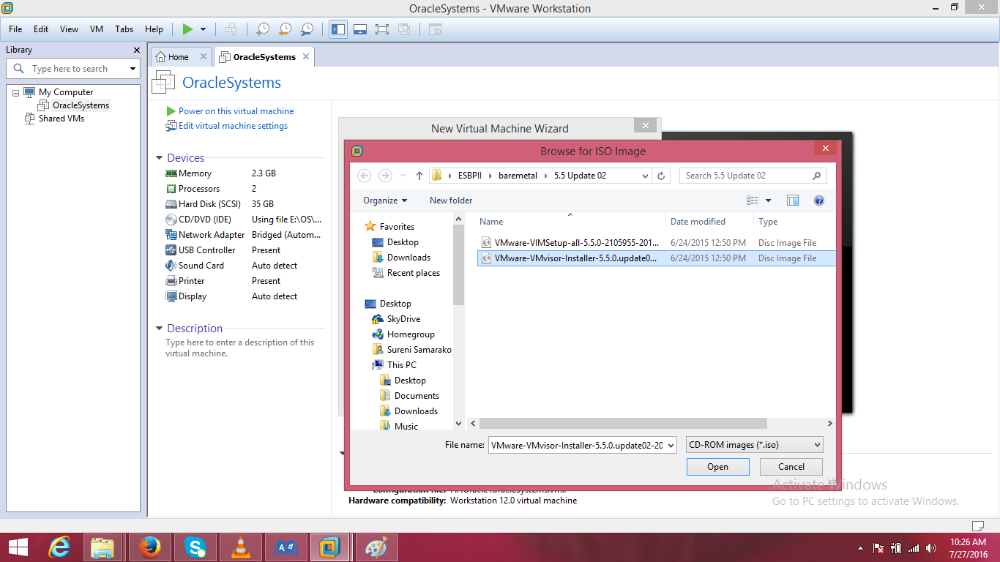 OracleSystems - VMware Workstation
File Edit View VM Tabs Help
Library
Type here to search
My Computer
OracleSystems
Shared VMs
Home
OracleSystems
OracleSystems
Power on this virtual machine
Edit virtual machine settings
Devices
Memory 2.3 GB
Processors 2
Hard Disk (SCSI) 35 GB
CD/DVD (IDE) Using file E:\OS\...
Network Adapter Bridged (Autom...
USB Controller Present
Sound Card Auto detect
Printer Present
Display Auto detect
Description
Type here to enter a description of this
virtual machine.
New Virtual Machine Wizard
Browse for ISO Image
ESBPII baremetal 5.5 Update 02
Search 5.5 Update 02
Organize New folder
Favorites
Desktop
Downloads
Recent places
Desktop
SkyDrive
Homegroup
Sureni Samarako
This PC
Desktop
Documents
Downloads
Music
Name Date modified Type
VMware-VIMSetup-all-5.5.0-2105955-201... 6/24/2015 12:50 PM Disc Image File
VMware-VMvisor-Installer-5.5.0.update0... 6/24/2015 12:50 PM Disc Image File
File name: VMware-VMvisor-Installer-5.5.0.update02-20 CD-ROM images (*.iso)
Open Cancel
Hardware compatibility: Workstation 12.0 virtual machine
Activate Windows
Go to PC settings to activate Windows.
10:26 AM
7/27/2016